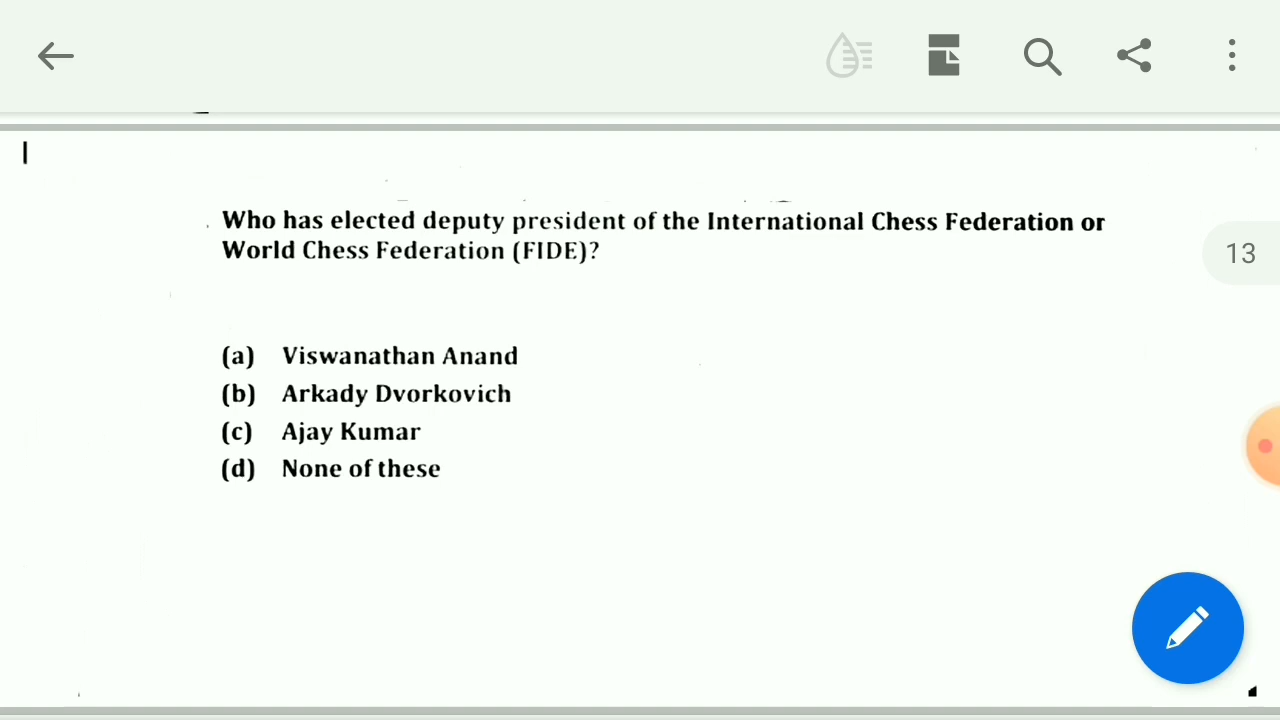 Who has elected deputy president of the International Chess Federation or
World Chess Federation (FIDE)?
13
(a) Viswanathan Anand
(b) Arkady Dvorkovich
(c) Ajay Kumar
(d) None of these